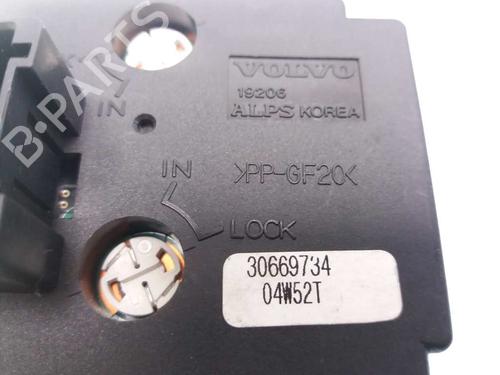 VOLVO
19206
ALPS KOREA
IN
IN
>PP-GF20<
LOCK
30669734
04W52T
B-PARTS